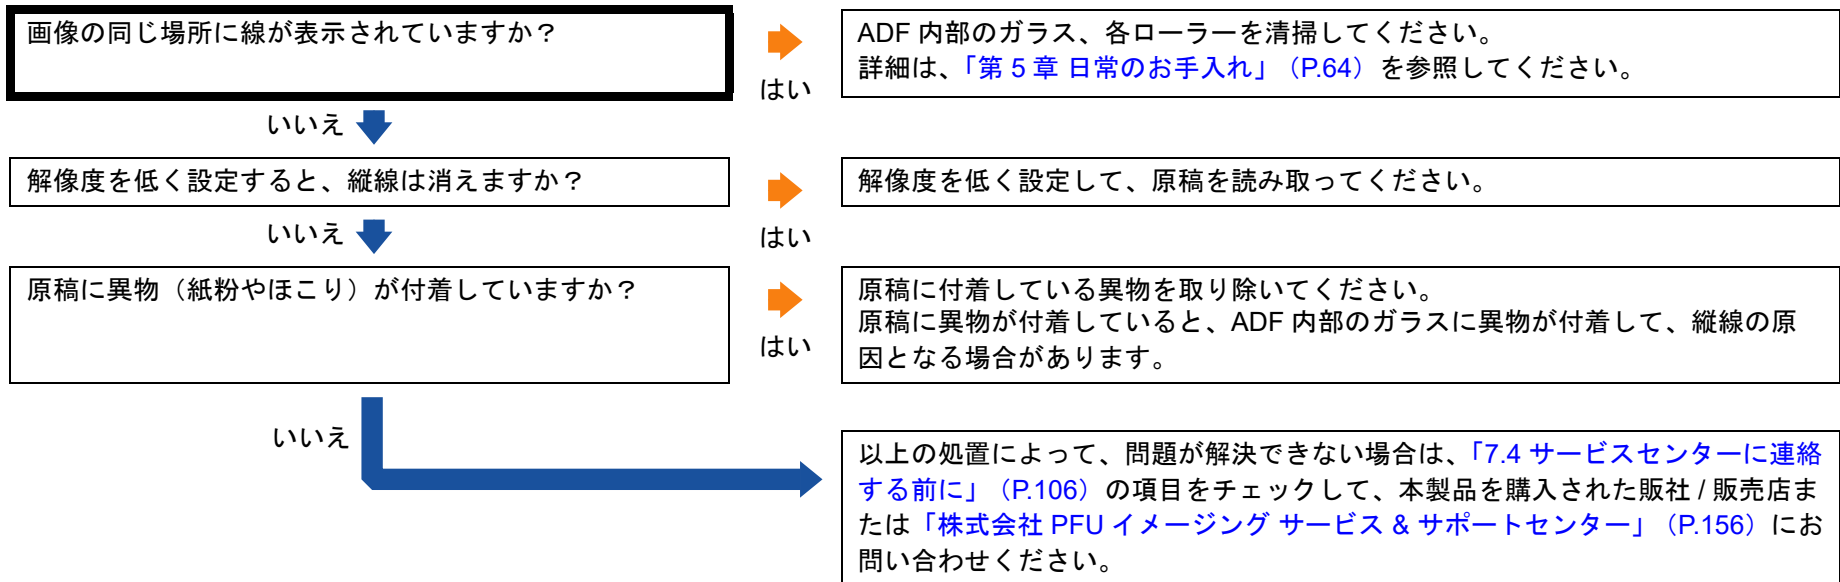 画像の同じ場所に線が表示されていますか？
はい
ADF 内部のガラス、各ローラーを清掃してください。
詳細は、「第 5 章 日常のお手入れ」（P.64）を参照してください。
いいえ
解像度を低く設定すると、縦線は消えますか？
はい
解像度を低く設定して、原稿を読み取ってください。
いいえ
原稿に異物（紙粉やほこり）が付着していますか？
はい
原稿に付着している異物を取り除いてください。
原稿に異物が付着していると、ADF 内部のガラスに異物が付着して、縦線の原
因となる場合があります。
いいえ
以上の処置によって、問題が解決できない場合は、「7.4 サービスセンターに連絡
する前に」（P.106）の項目をチェックして、本製品を購入された販社 / 販売店ま
たは「株式会社 PFU イメージング サービス & サポートセンター」（P.156）にお
問い合わせください。